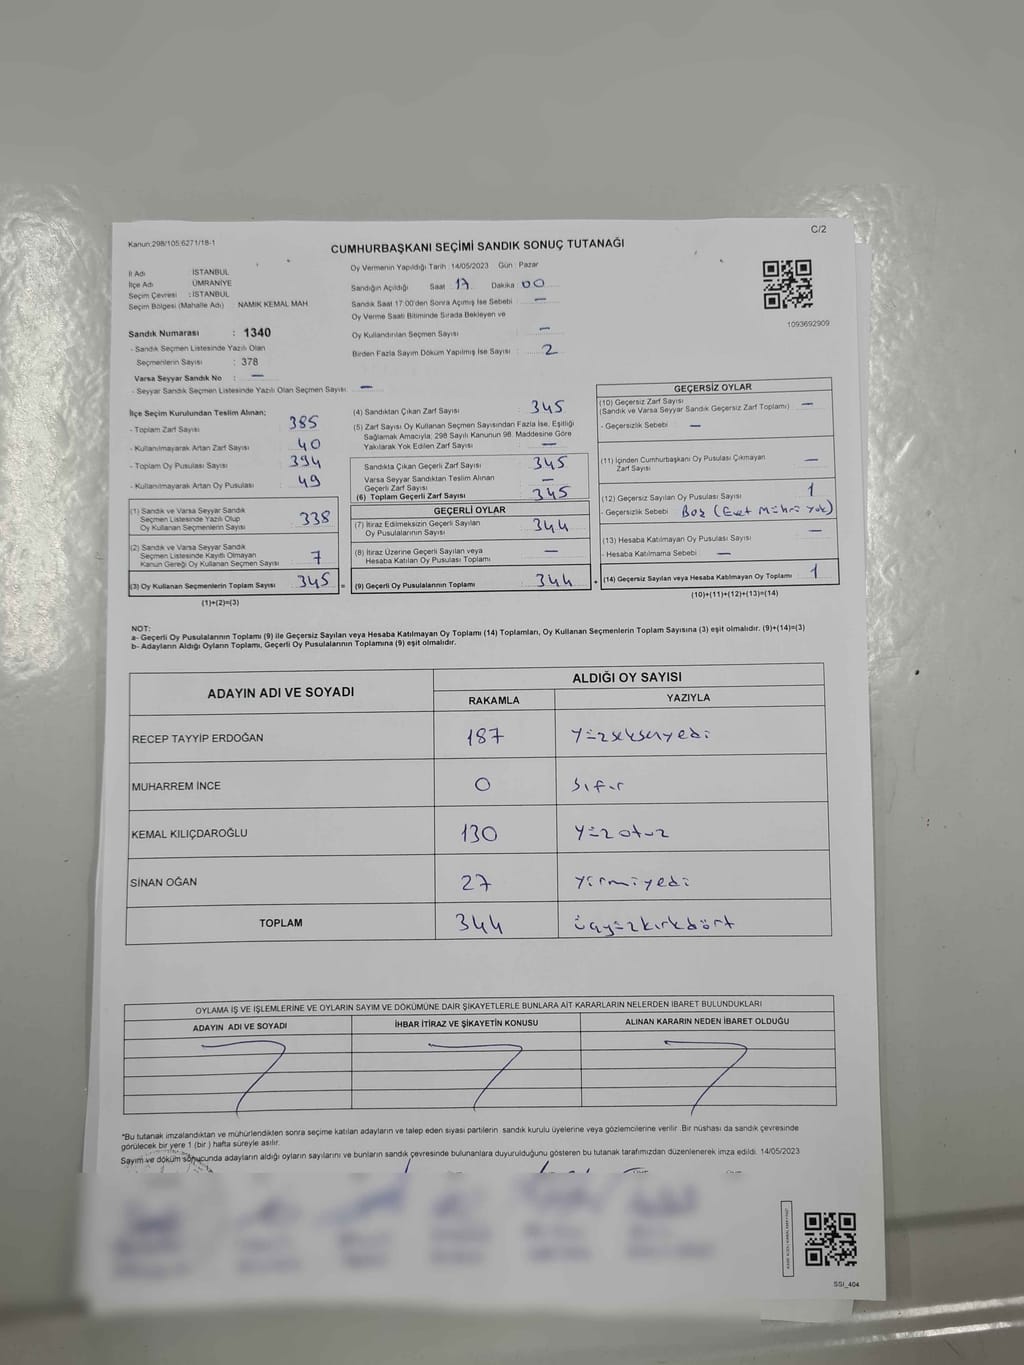 C/2
Kanun:298/105,6271/18-1
CUMHURBAŞKANI SEÇİMİ SANDIK SONUÇ TUTANAĞI
İl Adı : İSTANBUL
İlçe Adı : ÜMRANİYE
Seçim Çevresi : İSTANBUL
Seçim Bölgesi (Mahalle Adı) : NAMIK KEMAL MAH
Sandık Numarası : 1340
- Sandık Seçmen Listesinde Yazılı Olan
Seçmenlerin Sayısı : 378
Varsa Seyyar Sandık No : —
- Seyyar Sandık Seçmen Listesinde Yazılı Olan Seçmen Sayısı : —
Oy Vermenin Yapıldığı Tarih : 14/05/2023 Gün : Pazar
Sandığın Açıldığı Saat 17 Dakika 00
Sandık Saat 17:00'den Sonra Açımış İse Sebebi : —
Oy Verme Saati Bitiminde Sırada Bekleyen ve
Oy Kullandırılan Seçmen Sayısı : —
Birden Fazla Sayım Döküm Yapılmış İse Sayısı : 2
1093692909
İlçe Seçim Kurulundan Teslim Alınan;
- Toplam Zarf Sayısı 385
- Kullanılmayarak Artan Zarf Sayısı 40
- Toplam Oy Pusulası Sayısı 394
- Kullanılmayarak Artan Oy Pusulası 49
(1) Sandık ve Varsa Seyyar Sandık
Seçmen Listesinde Yazılı Olup
Oy Kullanan Seçmenlerin Sayısı 338
(2) Sandık ve Varsa Seyyar Sandık
Seçmen Listesinde Kayıtlı Olmayan
Kanun Gereği Oy Kullanan Seçmen Sayısı 7
(3) Oy Kullanan Seçmenlerin Toplam Sayısı 345 =
(1)+(2)=(3)
(4) Sandıktan Çıkan Zarf Sayısı 345
(5) Zarf Sayısı Oy Kullanan Seçmen Sayısından Fazla İse, Eşitliği
Sağlamak Amacıyla; 298 Sayılı Kanunun 98. Maddesine Göre
Yakılarak Yok Edilen Zarf Sayısı —
Sandıkta Çıkan Geçerli Zarf Sayısı 345
Varsa Seyyar Sandıktan Teslim Alınan
Geçerli Zarf Sayısı —
(6) Toplam Geçerli Zarf Sayısı 345
GEÇERLİ OYLAR
(7) İtiraz Edilmeksizin Geçerli Sayılan
Oy Pusulalarının Sayısı 344
(8) İtiraz Üzerine Geçerli Sayılan veya
Hesaba Katılan Oy Pusulası Toplamı —
(9) Geçerli Oy Pusulalarının Toplamı 344 +
GEÇERSİZ OYLAR
(10) Geçersiz Zarf Sayısı
(Sandık ve Varsa Seyyar Sandık Geçersiz Zarf Toplamı) —
- Geçersizlik Sebebi —
(11) İçinden Cumhurbaşkanı Oy Pusulası Çıkmayan
Zarf Sayısı —
(12) Geçersiz Sayılan Oy Pusulası Sayısı 1
- Geçersizlik Sebebi Boş (Evet Mührü Yok)
(13) Hesaba Katılmayan Oy Pusulası Sayısı —
- Hesaba Katılmama Sebebi —
(14) Geçersiz Sayılan veya Hesaba Katılmayan Oy Toplamı 1
(10)+(11)+(12)+(13)=(14)
NOT:
a- Geçerli Oy Pusulalarının Toplamı (9) ile Geçersiz Sayılan veya Hesaba Katılmayan Oy Toplamı (14) Toplamları, Oy Kullanan Seçmenlerin Toplam Sayısına (3) eşit olmalıdır. (9)+(14)=(3)
b- Adayların Aldığı Oyların Toplamı, Geçerli Oy Pusulalarının Toplamına (9) eşit olmalıdır.
ADAYIN ADI VE SOYADI ALDIĞI OY SAYISI
RAKAMLA YAZIYLA
RECEP TAYYİP ERDOĞAN 187 Yüzseksenyedi
MUHARREM İNCE 0 Sıfır
KEMAL KILIÇDAROĞLU 130 Yüzotuz
SİNAN OĞAN 27 Yirmiyedi
TOPLAM 344 üçyüzkırkdört
OYLAMA İŞ VE İŞLEMLERİNE VE OYLARIN SAYIM VE DÖKÜMÜNE DAİR ŞİKAYETLERLE BUNLARA AİT KARARLARIN NELERDEN İBARET BULUNDUKLARI
ADAYIN ADI VE SOYADI İHBAR İTİRAZ VE ŞİKAYETİN KONUSU ALINAN KARARIN NEDEN İBARET OLDUĞU
*Bu tutanak imzalandıktan ve mühürlendikten sonra seçime katılan adayların ve talep eden siyasi partilerin sandık kurulu üyelerine veya gözlemcilerine verilir. Bir nüshası da sandık çevresinde
görülecek bir yere 1 (bir ) hafta süreyle asılır.
Sayım ve döküm sonucunda adayların aldığı oyların sayılarını ve bunların sandık çevresinde bulunanlara duyurulduğunu gösteren bu tutanak tarafımızdan düzenlenerek imza edildi. 14/05/2023
SSI_404